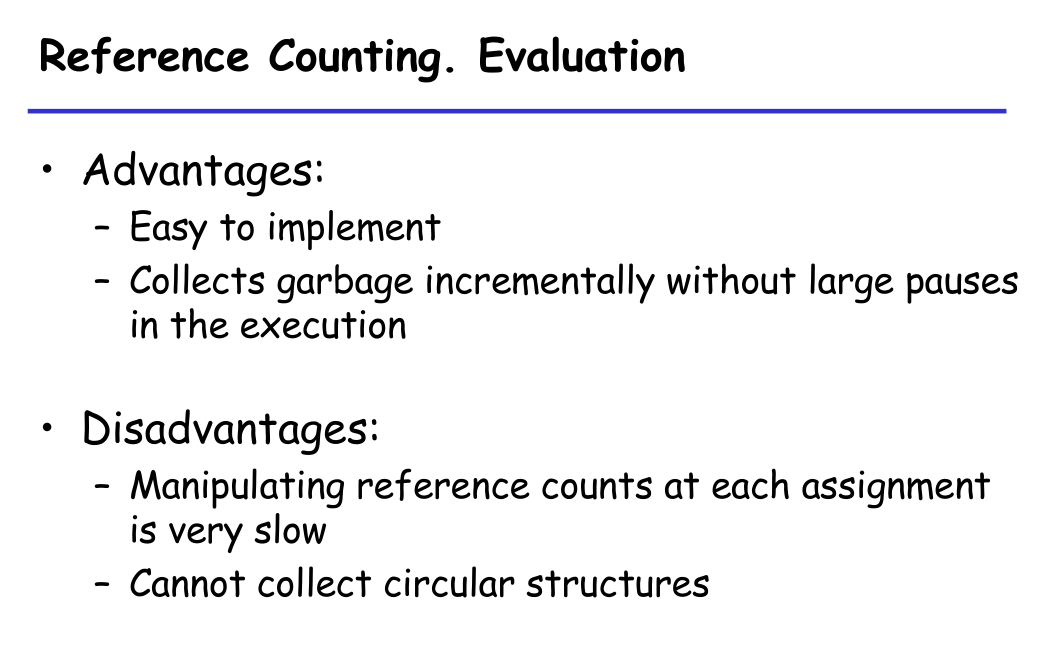 Reference Counting. Evaluation
• Advantages:
– Easy to implement
– Collects garbage incrementally without large pauses
in the execution
• Disadvantages:
– Manipulating reference counts at each assignment
is very slow
– Cannot collect circular structures